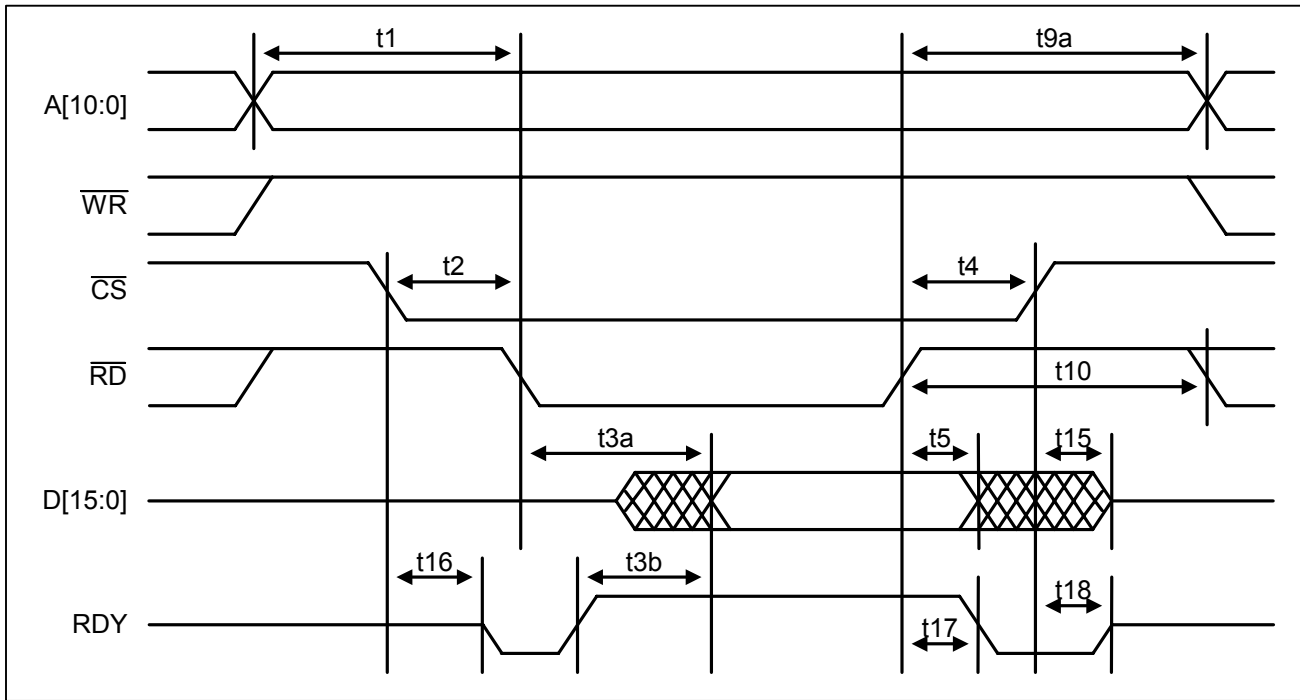 t1
t9a
A[10:0]
WR
t2
t4
CS
RD
t10
t3a
t5
t15
D[15:0]
t16
t3b
t18
RDY
t17